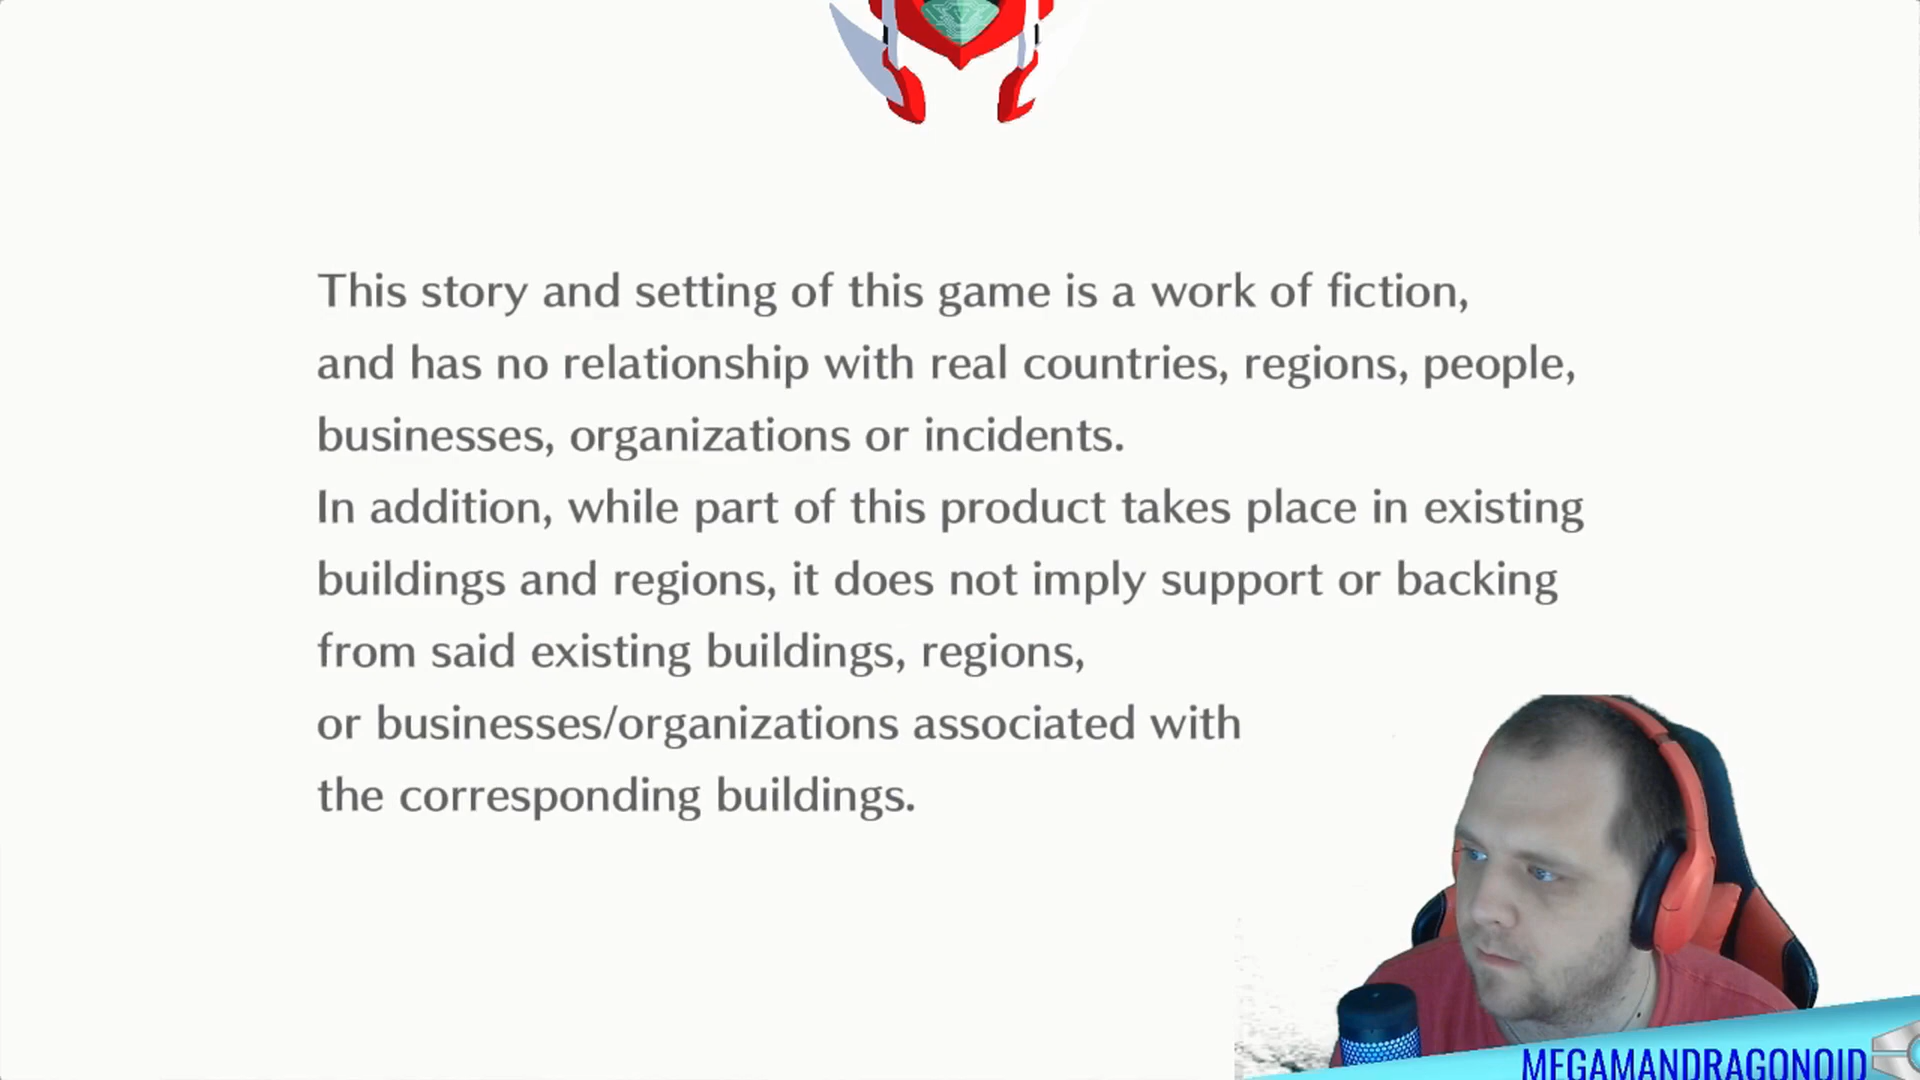 This story and setting of this game is a work of fiction,
and has no relationship with real countries, regions, people,
businesses, organizations or incidents.
In addition, while part of this product takes place in existing
buildings and regions, it does not imply support or backing
from said existing buildings, regions,
or businesses/organizations associated with
the corresponding buildings.
MEGAMANDRAGONOID